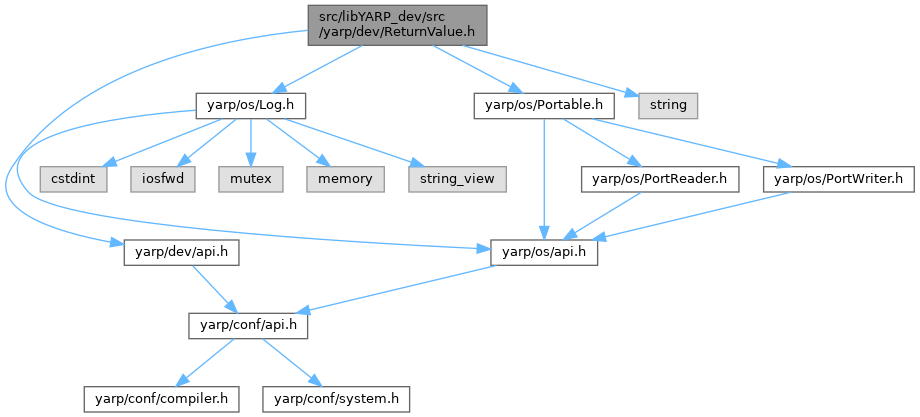 src/libYARP_dev/src
/yarp/dev/ReturnValue.h
yarp/os/Log.h
yarp/os/Portable.h
string
cstdint
iosfwd
mutex
memory
string_view
yarp/os/PortReader.h
yarp/os/PortWriter.h
yarp/dev/api.h
yarp/os/api.h
yarp/conf/api.h
yarp/conf/compiler.h
yarp/conf/system.h